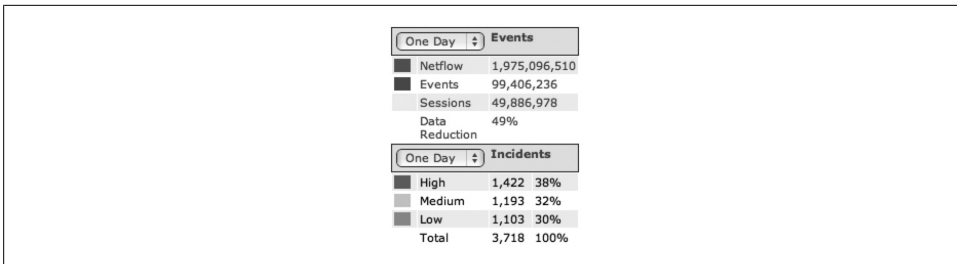 One Day Events
Netflow 1,975,096,510
Events 99,406,236
Sessions 49,886,978
Data 49%
Reduction
One Day Incidents
High 1,422 38%
Medium 1,193 32%
Low 1,103 30%
Total 3,718 100%